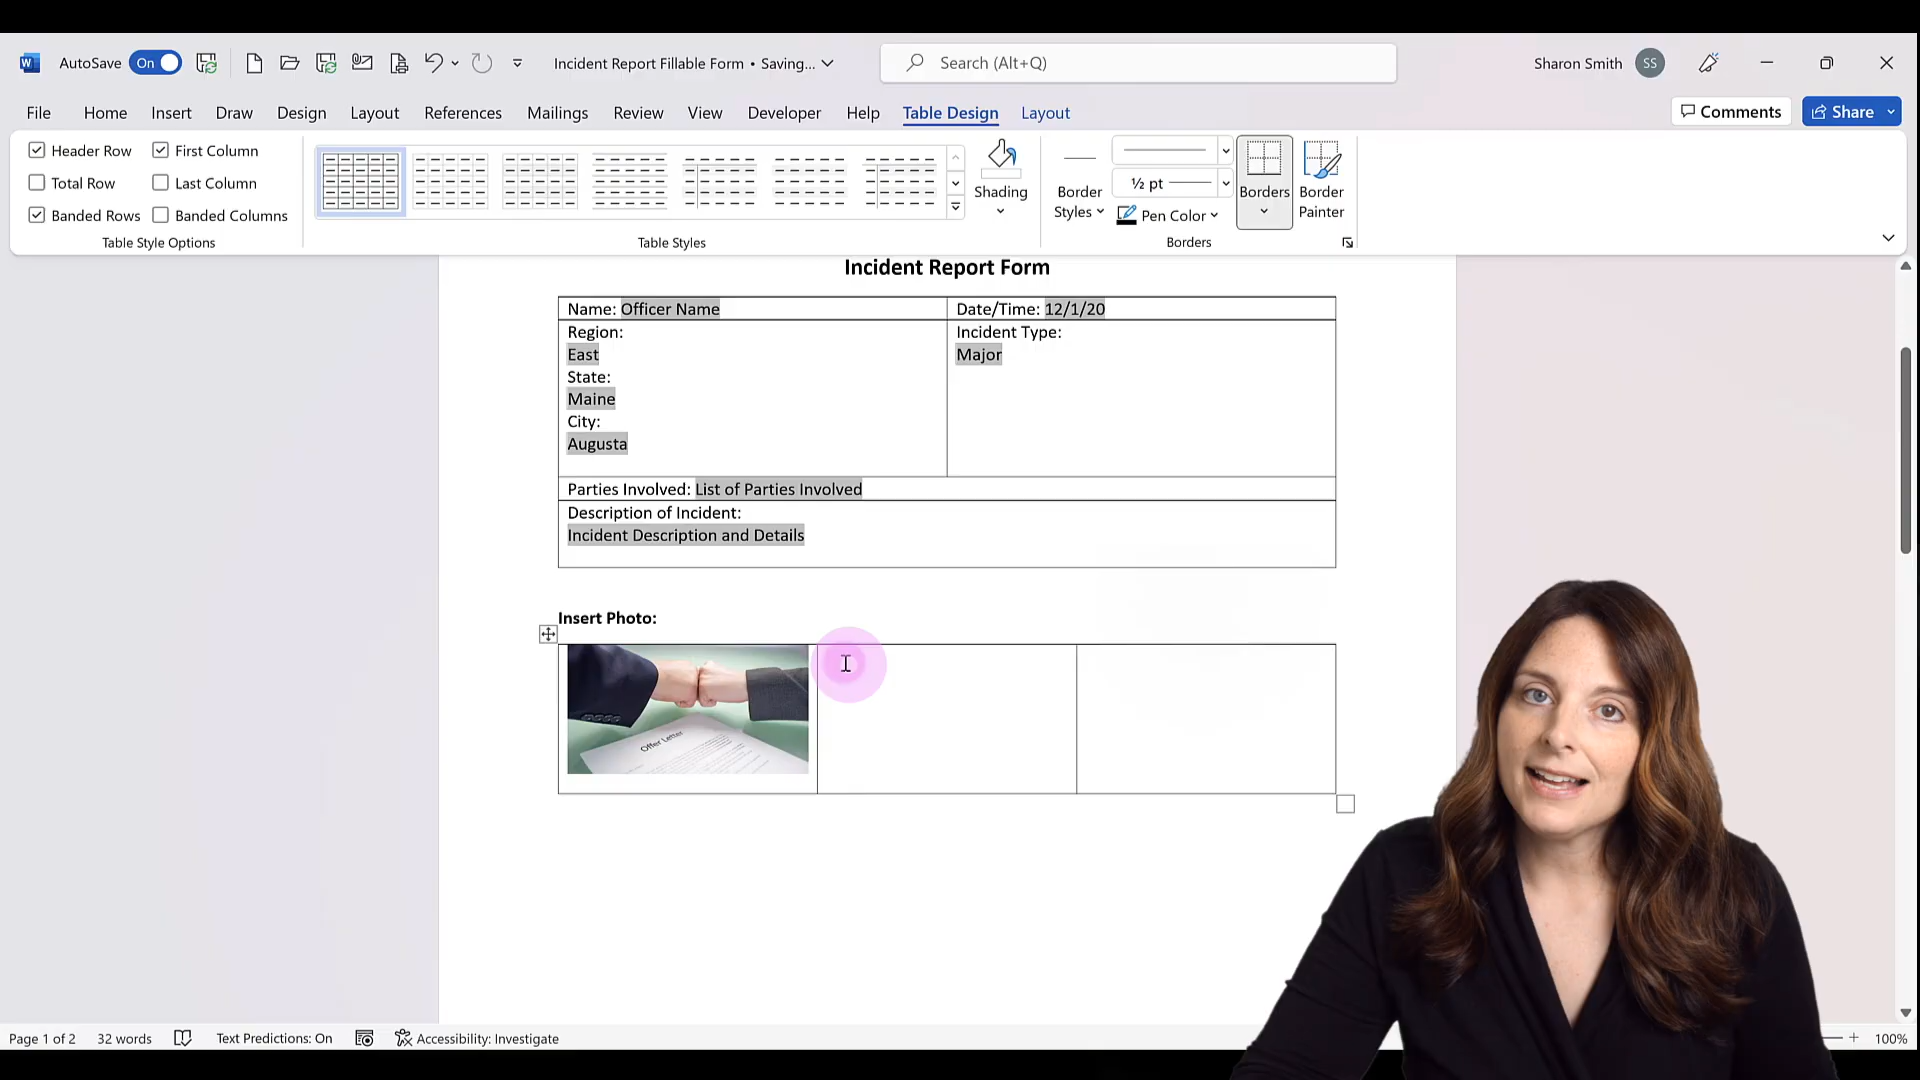 AutoSave On Incident Report Fillable Form • Saving... Search (Alt+Q) Sharon Smith SS
File Home Insert Draw Design Layout References Mailings Review View Developer Help Table Design Layout Comments Share
Header Row First Column
Total Row Last Column
Banded Rows Banded Columns
Table Style Options
Table Styles
Shading
Border Styles
½ pt
Pen Color
Borders
Border Painter
Borders
Incident Report Form
Name: Officer Name Date/Time: 12/1/20
Region: Incident Type:
East Major
State:
Maine
City:
Augusta
Parties Involved: List of Parties Involved
Description of Incident:
Incident Description and Details
Insert Photo:
Offer Letter
Page 1 of 2 32 words Text Predictions: On Accessibility: Investigate 100%